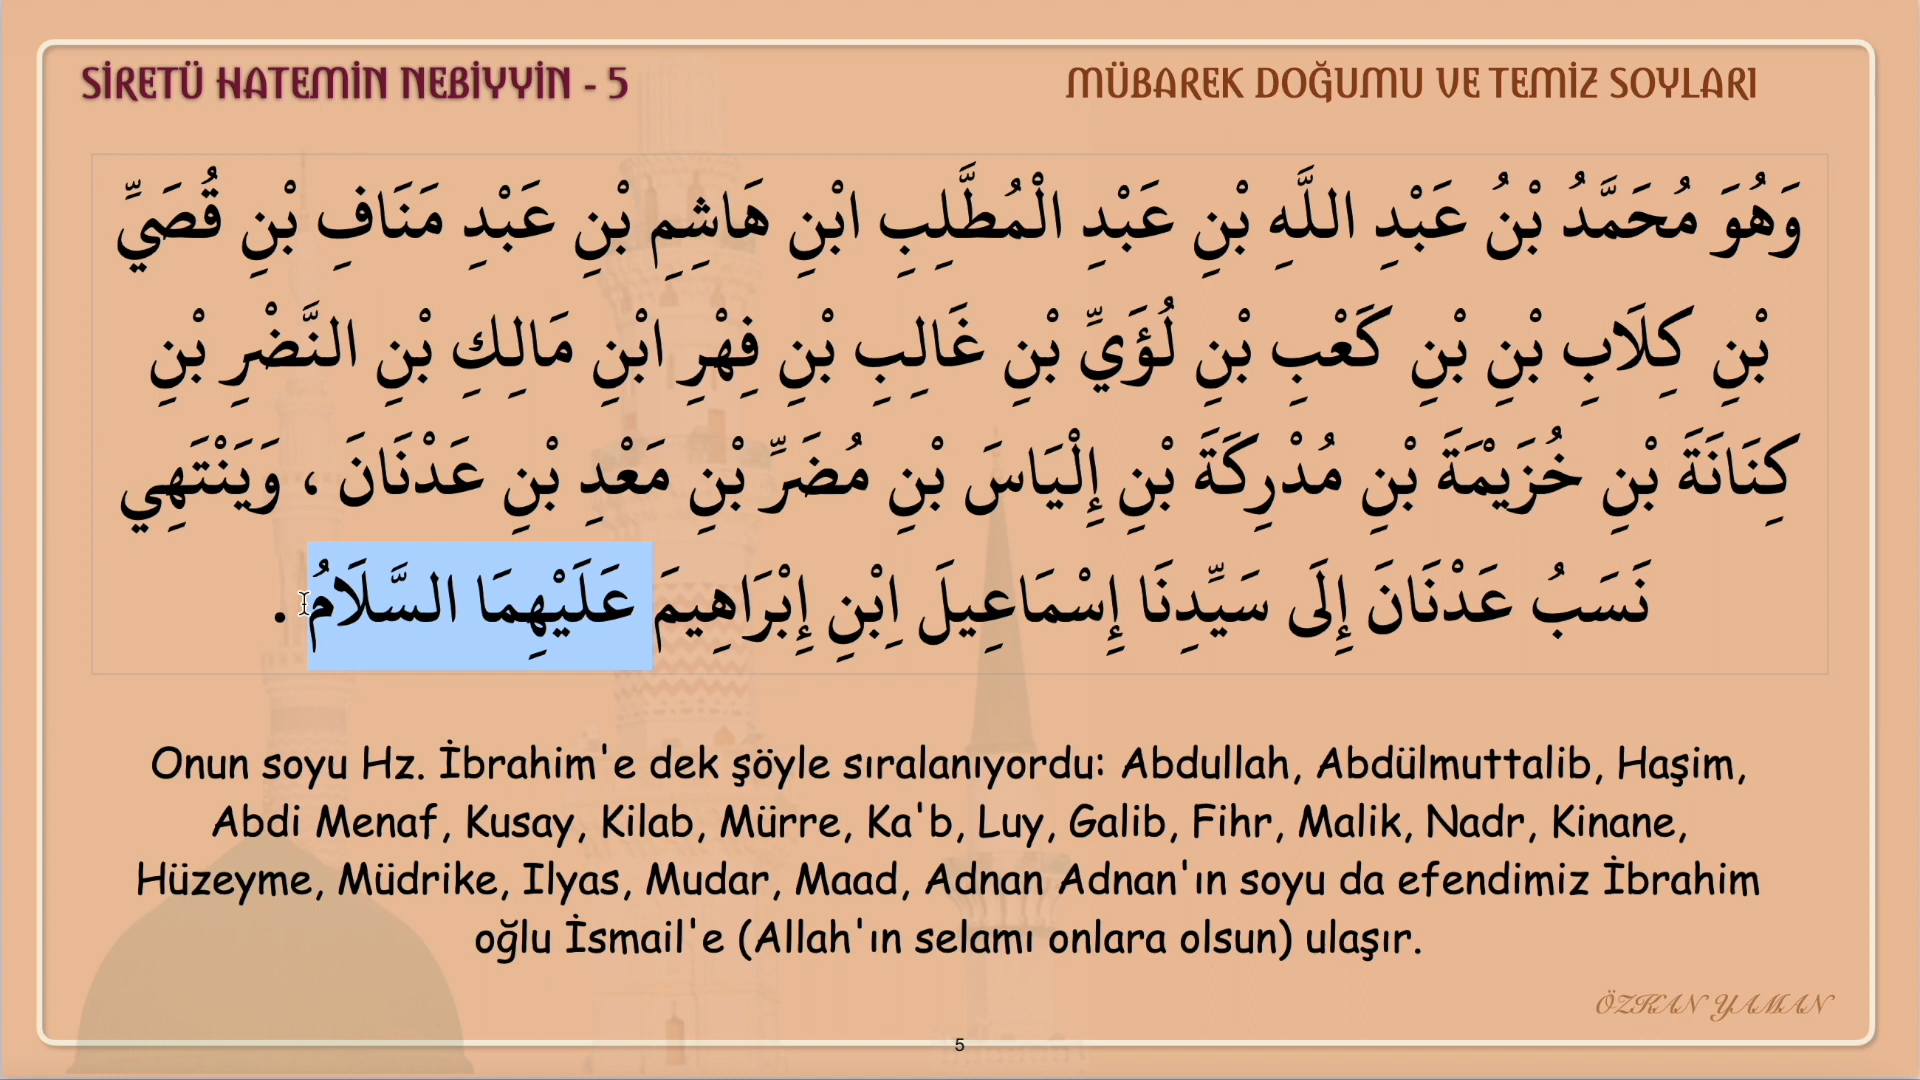 SİRETÜ HATEMİN NEBİYYİN - 5
MÜBAREK DOĞUMU VE TEMİZ SOYLARI
وَهُوَ مُحَمَّدُ بْنُ عَبْدِ اللَّهِ بْنِ عَبْدِ الْمُطَّلِبِ ابْنِ هَاشِمِ بْنِ عَبْدِ مَنَافِ بْنِ قُصَيِّ
بْنِ كِلَابِ بْنِ بْنِ كَعْبِ بْنِ لُؤَيِّ بْنِ غَالِبِ بْنِ فِهْرِ ابْنِ مَالِكِ بْنِ النَّضْرِ بْنِ
كِنَانَةَ بْنِ خُزَيْمَةَ بْنِ مُدْرِكَةَ بْنِ إِلْيَاسَ بْنِ مُضَرِّ بْنِ مَعْدِ بْنِ عَدْنَانَ ، وَيَنْتَهِي
نَسَبُ عَدْنَانَ إِلَى سَيِّدِنَا إِسْمَاعِيلَ اِبْنِ إِبْرَاهِيمَ عَلَيْهِمَا السَّلَامُ .
Onun soyu Hz. İbrahim'e dek şöyle sıralanıyordu: Abdullah, Abdülmuttalib, Haşim,
Abdi Menaf, Kusay, Kilab, Mürre, Ka'b, Luy, Galib, Fihr, Malik, Nadr, Kinane,
Hüzeyme, Müdrike, Ilyas, Mudar, Maad, Adnan Adnan'ın soyu da efendimiz İbrahim
oğlu İsmail'e (Allah'ın selamı onlara olsun) ulaşır.
ÖZKAN YAMAN
5